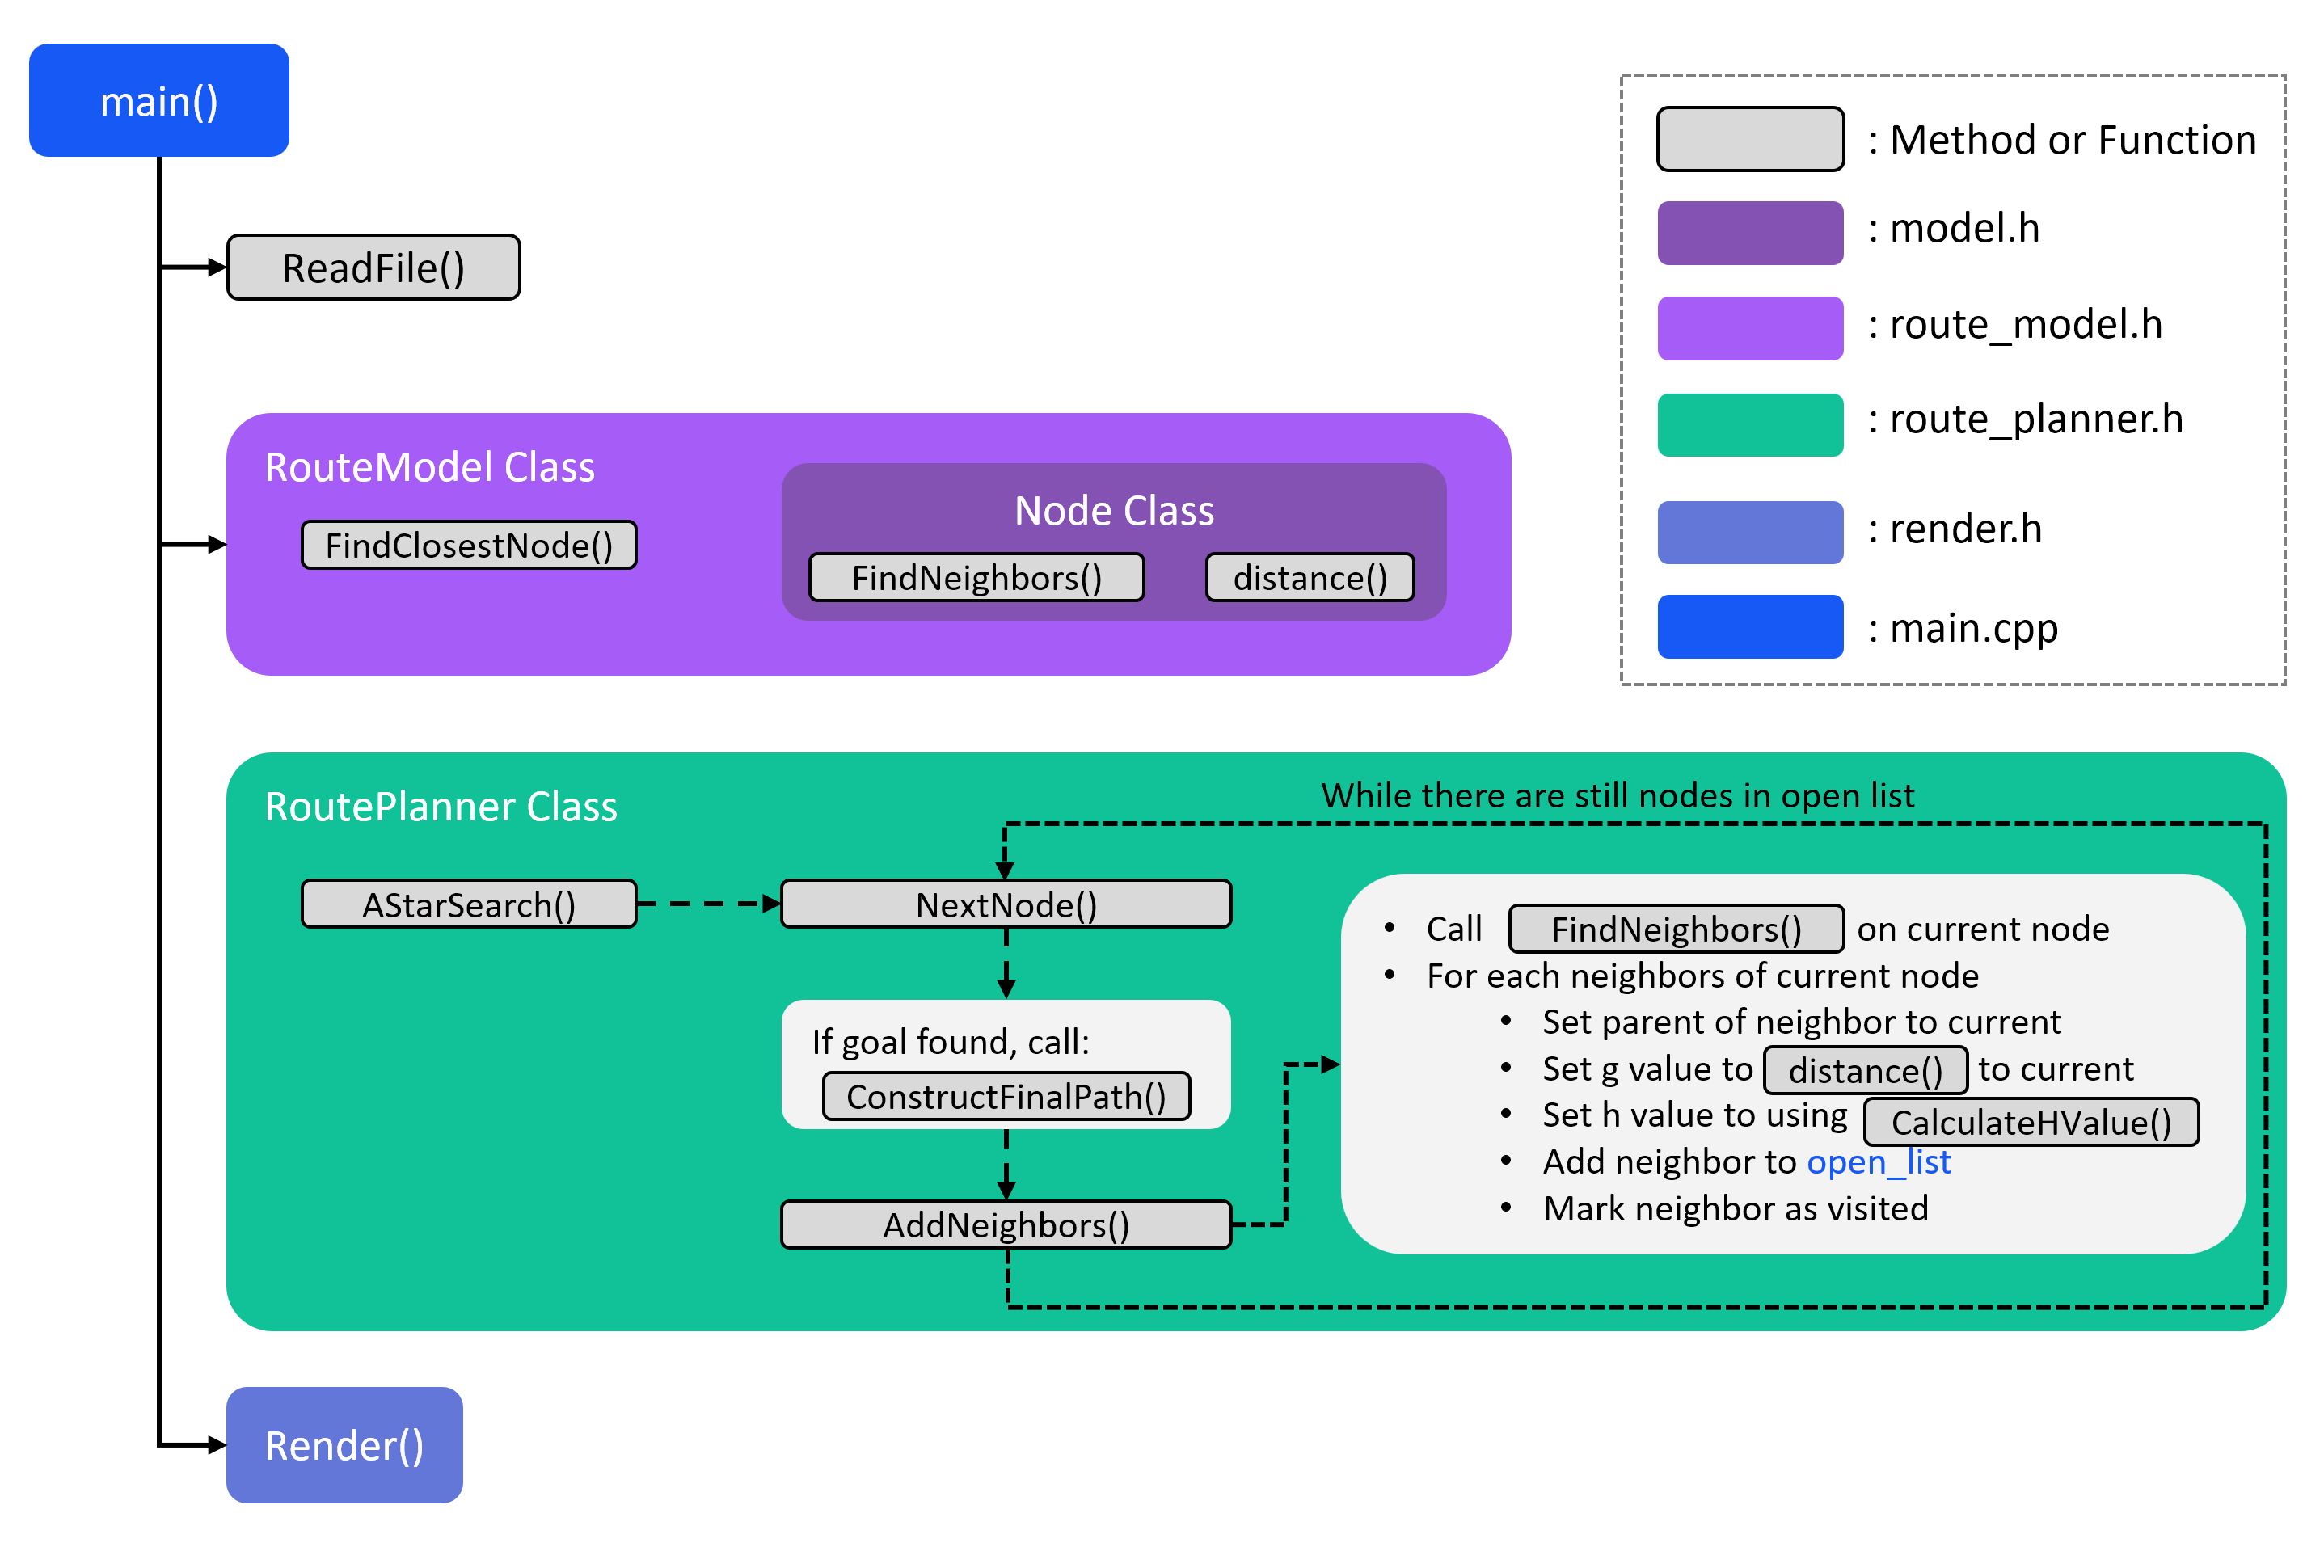 main()
ReadFile()
RouteModel Class
FindClosestNode()
Node Class
FindNeighbors()
distance()
: Method or Function
: model.h
: route_model.h
: route_planner.h
: render.h
: main.cpp
RoutePlanner Class
While there are still nodes in open list
AStarSearch()
NextNode()
If goal found, call:
ConstructFinalPath()
AddNeighbors()
• Call FindNeighbors() on current node
• For each neighbors of current node
• Set parent of neighbor to current
• Set g value to distance() to current
• Set h value to using CalculateHValue()
• Add neighbor to open_list
• Mark neighbor as visited
Render()